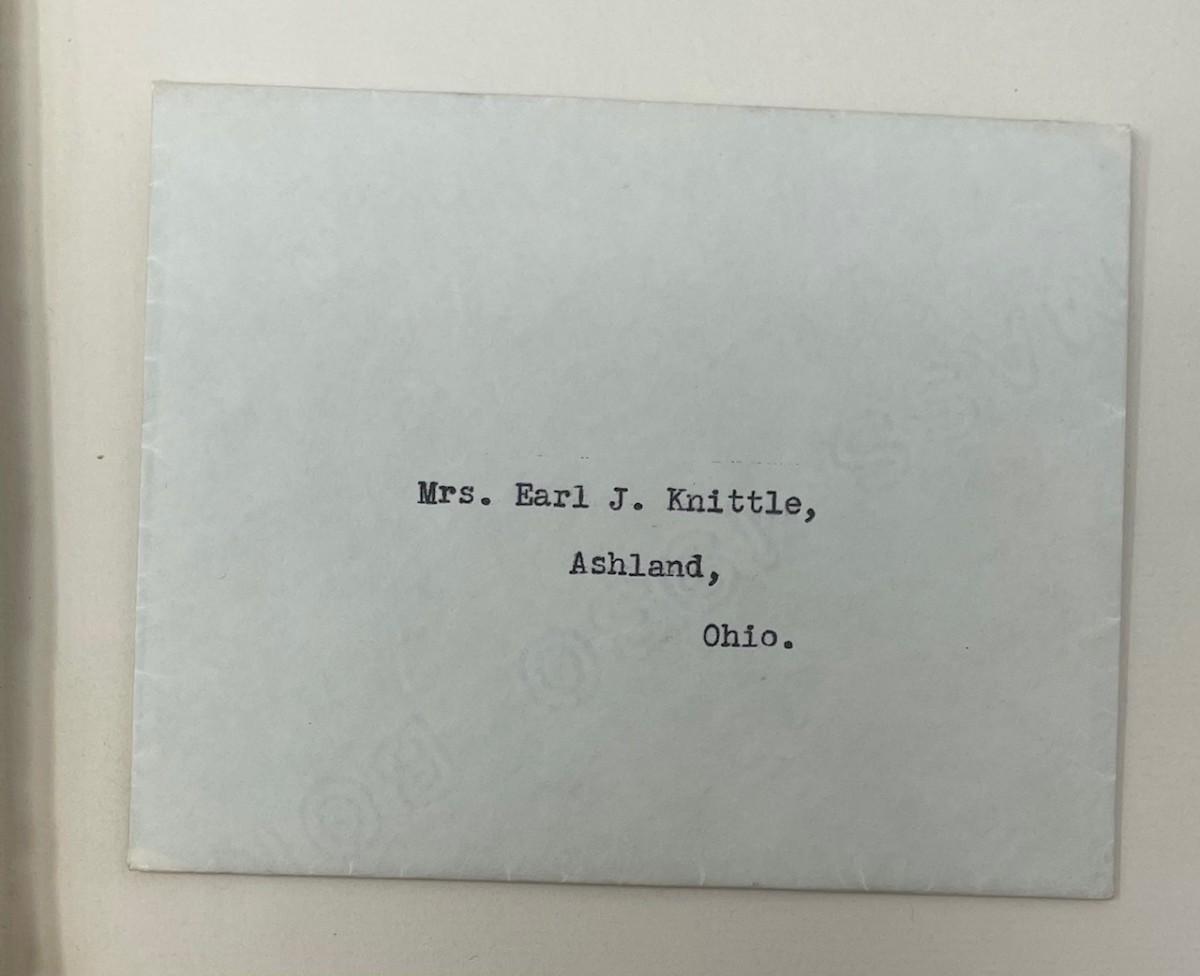 Mrs. Earl J. Knittle,
Ashland,
Ohio.